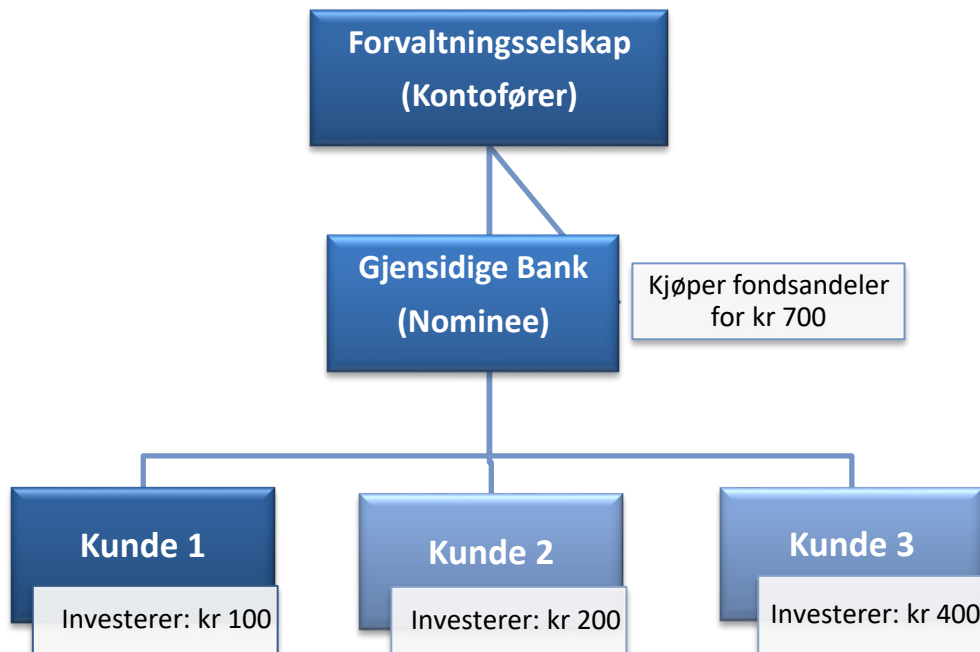 Forvaltningsselskap
(Kontofører)
Gjensidige Bank
(Nominee)
Kjøper fondsandeler
for kr 700
Kunde 1
Investerer: kr 100
Kunde 2
Investerer: kr 200
Kunde 3
Investerer: kr 400